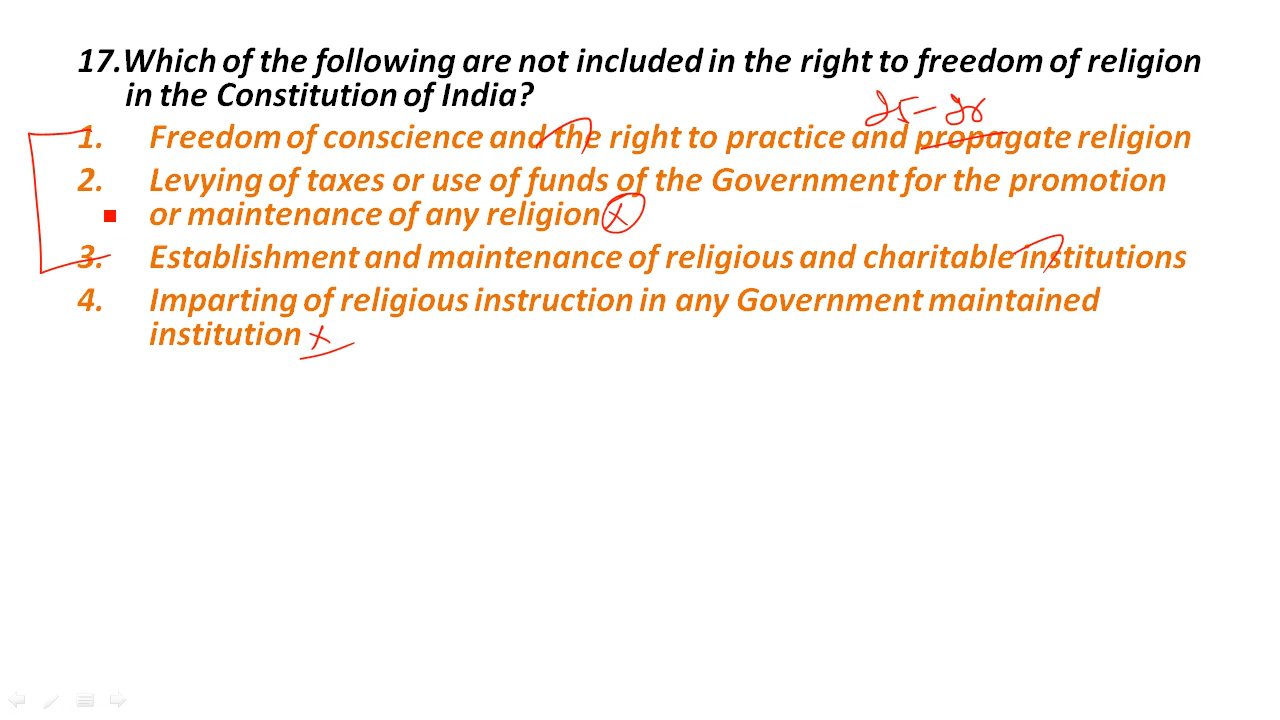 17.Which of the following are not included in the right to freedom of religion
in the Constitution of India?
25-28
1. Freedom of conscience and the right to practice and propagate religion
2. Levying of taxes or use of funds of the Government for the promotion
or maintenance of any religion x
3. Establishment and maintenance of religious and charitable institutions
4. Imparting of religious instruction in any Government maintained
institution x